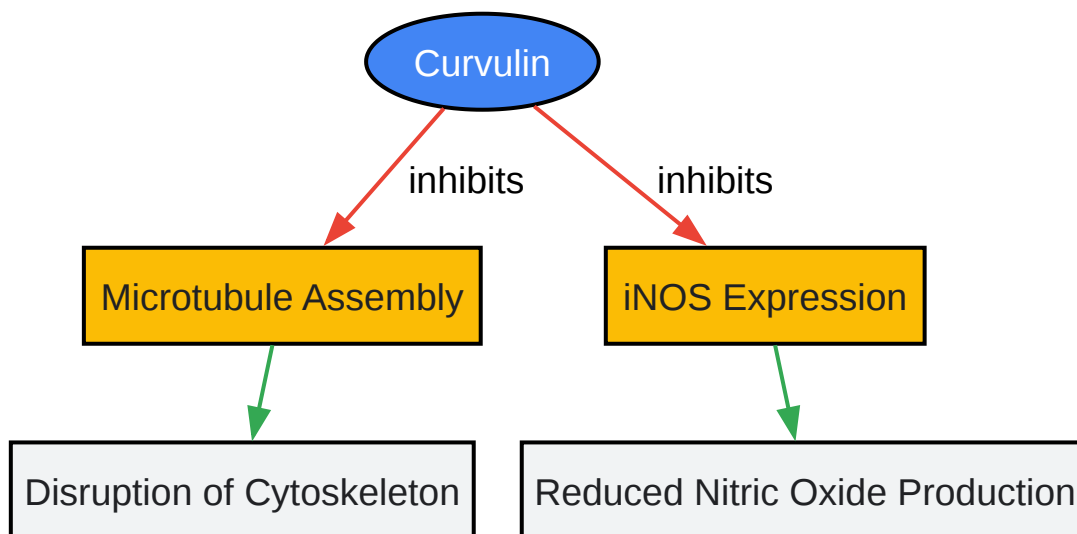 Curvulin
inhibits
inhibits
Microtubule Assembly
iNOS Expression
Disruption of Cytoskeleton
Reduced Nitric Oxide Production